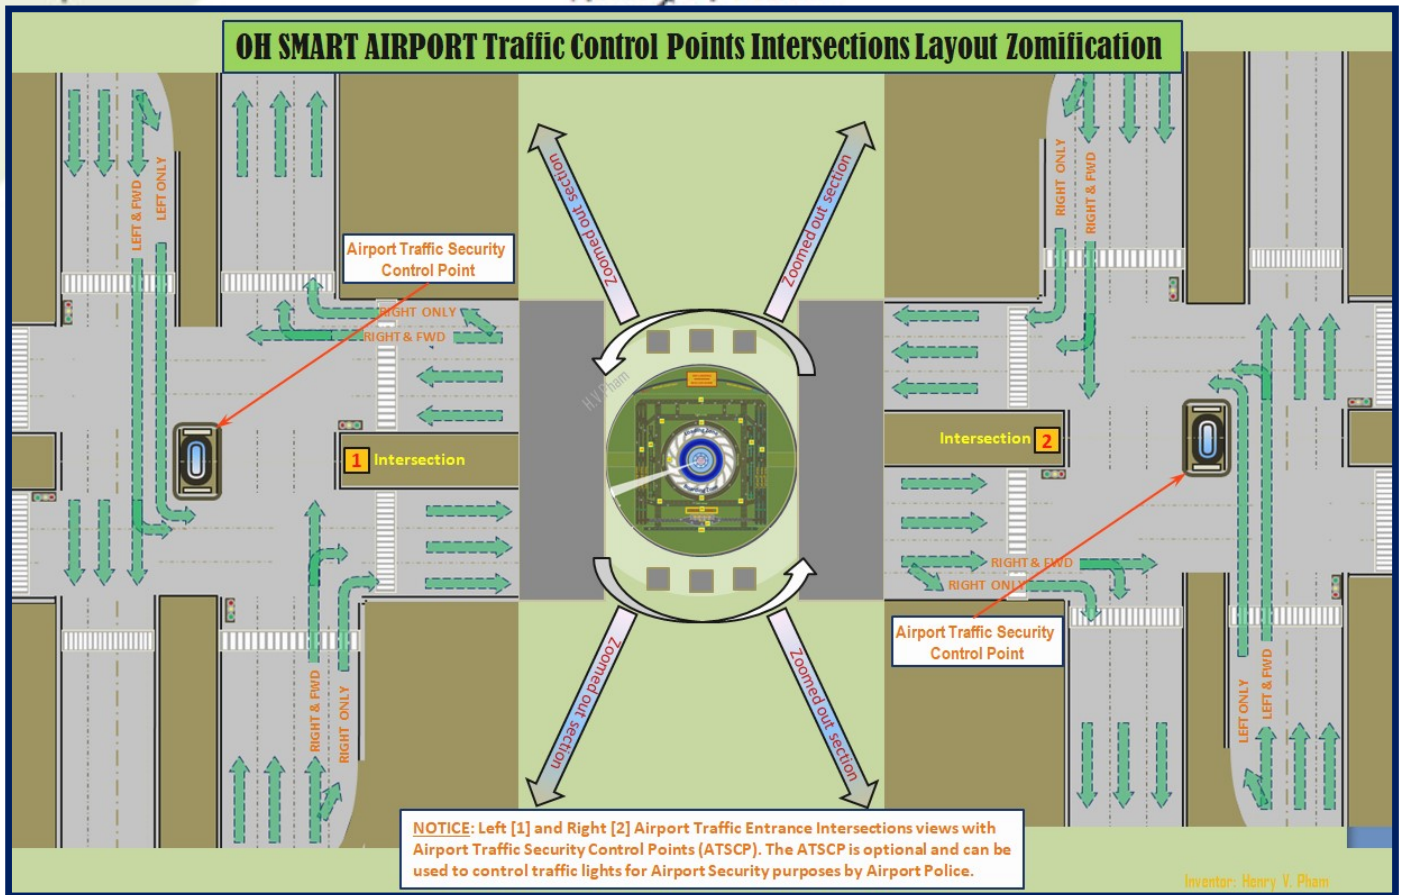 OH SMART AIRPORT Traffic Control Points Intersections Layout Zomification
LEFT & FWD
LEFT ONLY
Airport Traffic Security
Control Point
RIGHT ONLY
RIGHT & FWD
1 Intersection
RIGHT & FWD
RIGHT ONLY
Zoomed out section
Zoomed out section
H.V.Pham
Zoomed out section
Zoomed out section
RIGHT ONLY
RIGHT & FWD
Intersection 2
RIGHT & FWD
RIGHT ONLY
Airport Traffic Security
Control Point
LEFT ONLY
LEFT & FWD
NOTICE: Left [1] and Right [2] Airport Traffic Entrance Intersections views with
Airport Traffic Security Control Points (ATSCP). The ATSCP is optional and can be
used to control traffic lights for Airport Security purposes by Airport Police.
Inventor: Henry V. Pham